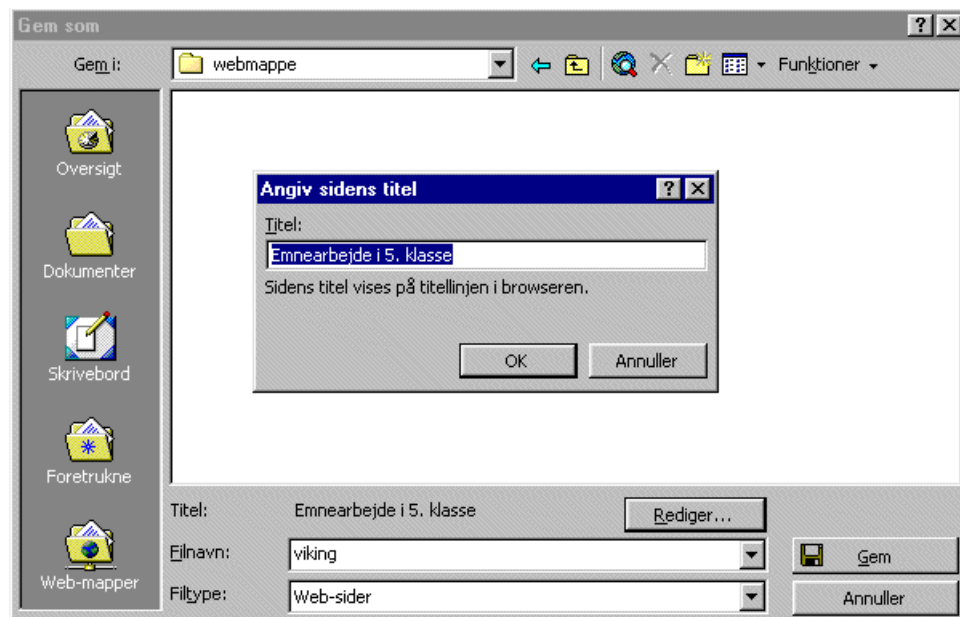 Gem som
Gem i:
webmappe
Funktioner
Oversigt
Dokumenter
Skrivebord
Foretrukne
Web-mapper
Angiv sidens titel
Titel:
Emnearbejde i 5. klasse
Sidens titel vises på titellinjen i browseren.
OK
Annuller
Titel:
Emnearbejde i 5. klasse
Rediger...
Filnavn:
viking
Gem
Filtype:
Web-sider
Annuller